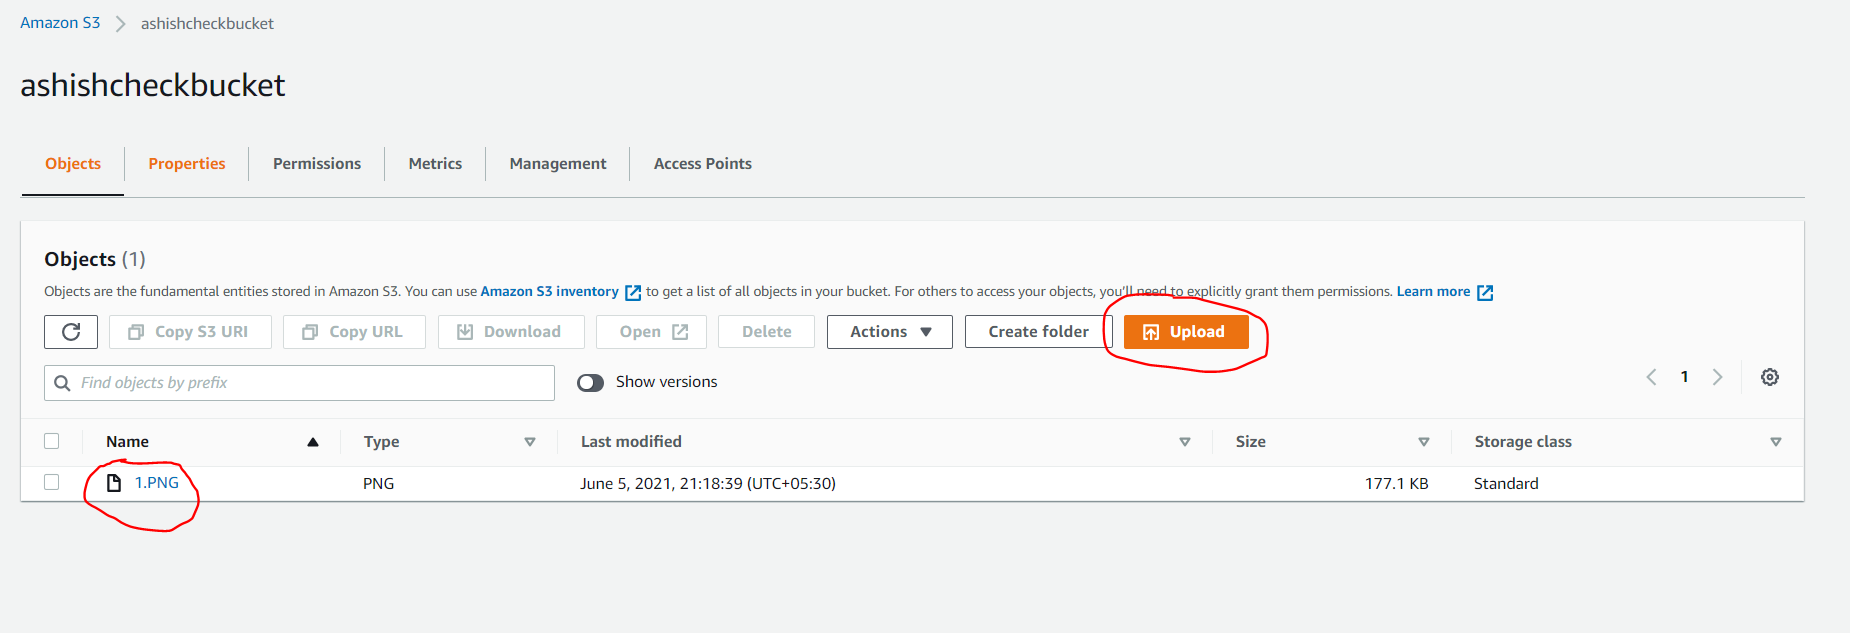 Amazon S3 > ashishcheckbucket
ashishcheckbucket
Objects Properties Permissions Metrics Management Access Points
Objects (1)
Objects are the fundamental entities stored in Amazon S3. You can use Amazon S3 inventory to get a list of all objects in your bucket. For others to access your objects, you'll need to explicitly grant them permissions. Learn more
Copy S3 URI Copy URL Download Open Delete Actions Create folder Upload
Find objects by prefix Show versions 1
Name Type Last modified Size Storage class
1.PNG PNG June 5, 2021, 21:18:39 (UTC+05:30) 177.1 KB Standard